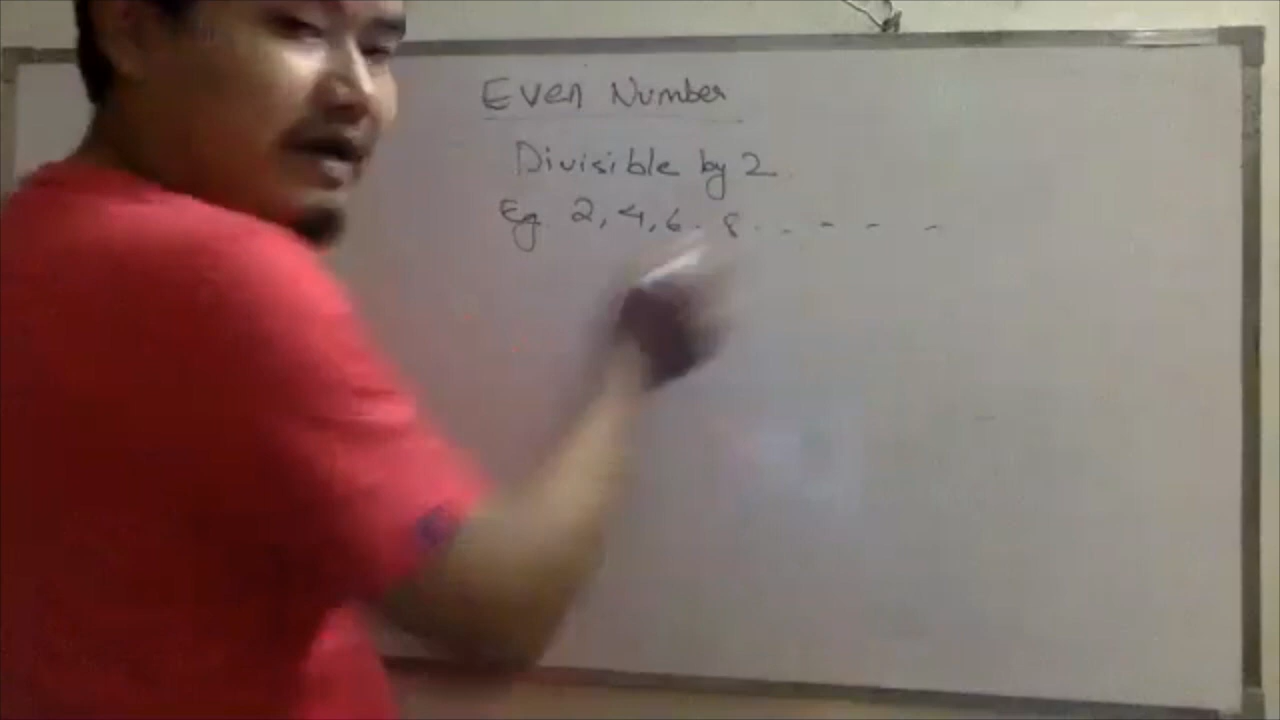 Even Number
Divisible by 2
Eg. 2, 4, 6, 8 . . - - -